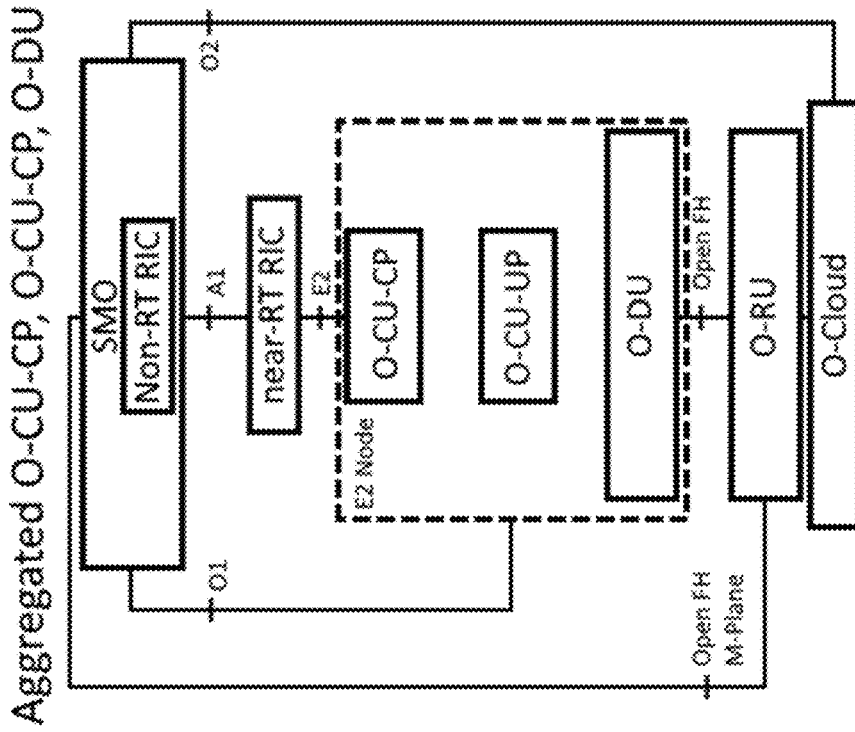 Aggregated O-CU-CP, O-CU-CP, O-DU
SMO
Non-RT RIC
O2
A1
O1
near-RT RIC
E2
E2 Node
O-CU-CP
O-CU-UP
O-DU
Open FH
Open FH
M-Plane
O-RU
O-Cloud